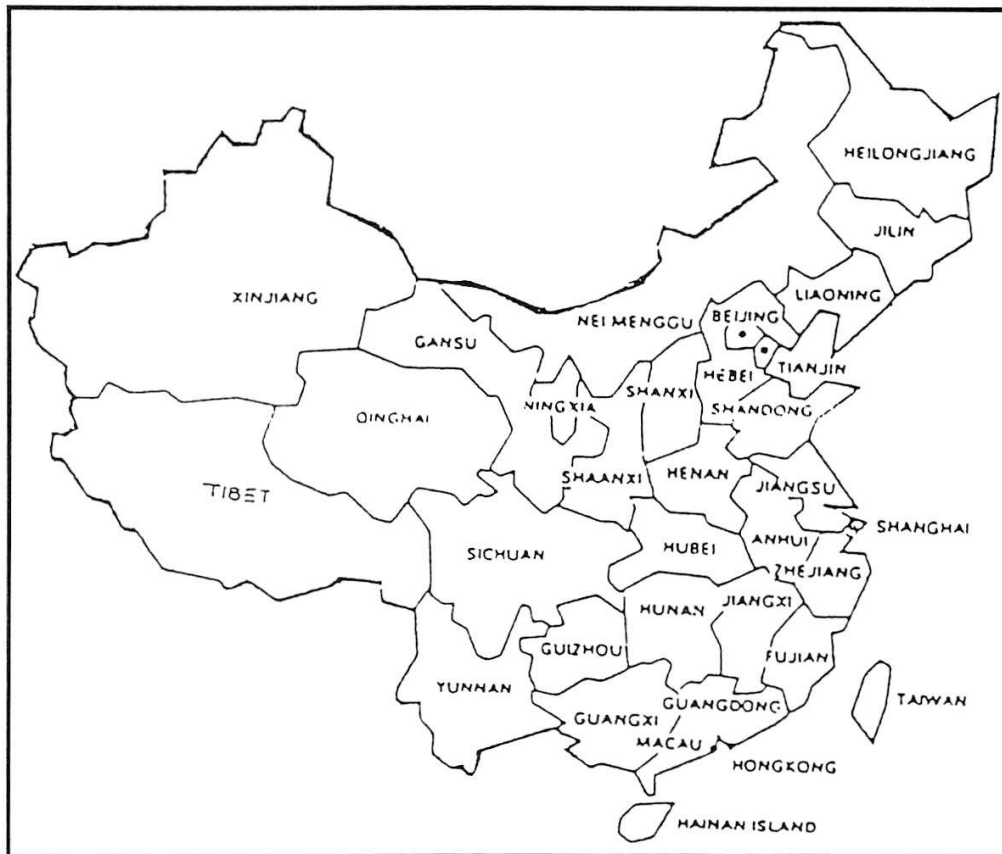 HEILONGJIANG
JILIN
XINJIANG
LIAONING
NEI MENGGU
BEIJING
GANSU
HEBEI
TIANJIN
SHANXI
NINGXIA
SHANDONG
QINGHAI
SHAANXI
HENAN
JIANGSU
TIBET
SHANGHAI
SICHUAN
HUBEI
ANHUI
ZHEJIANG
HUNAN
JIANGXI
GUIZHOU
FUJIAN
YUNNAN
TAIWAN
GUANGDONG
GUANGXI
MACAU
HONGKONG
HAINAN ISLAND